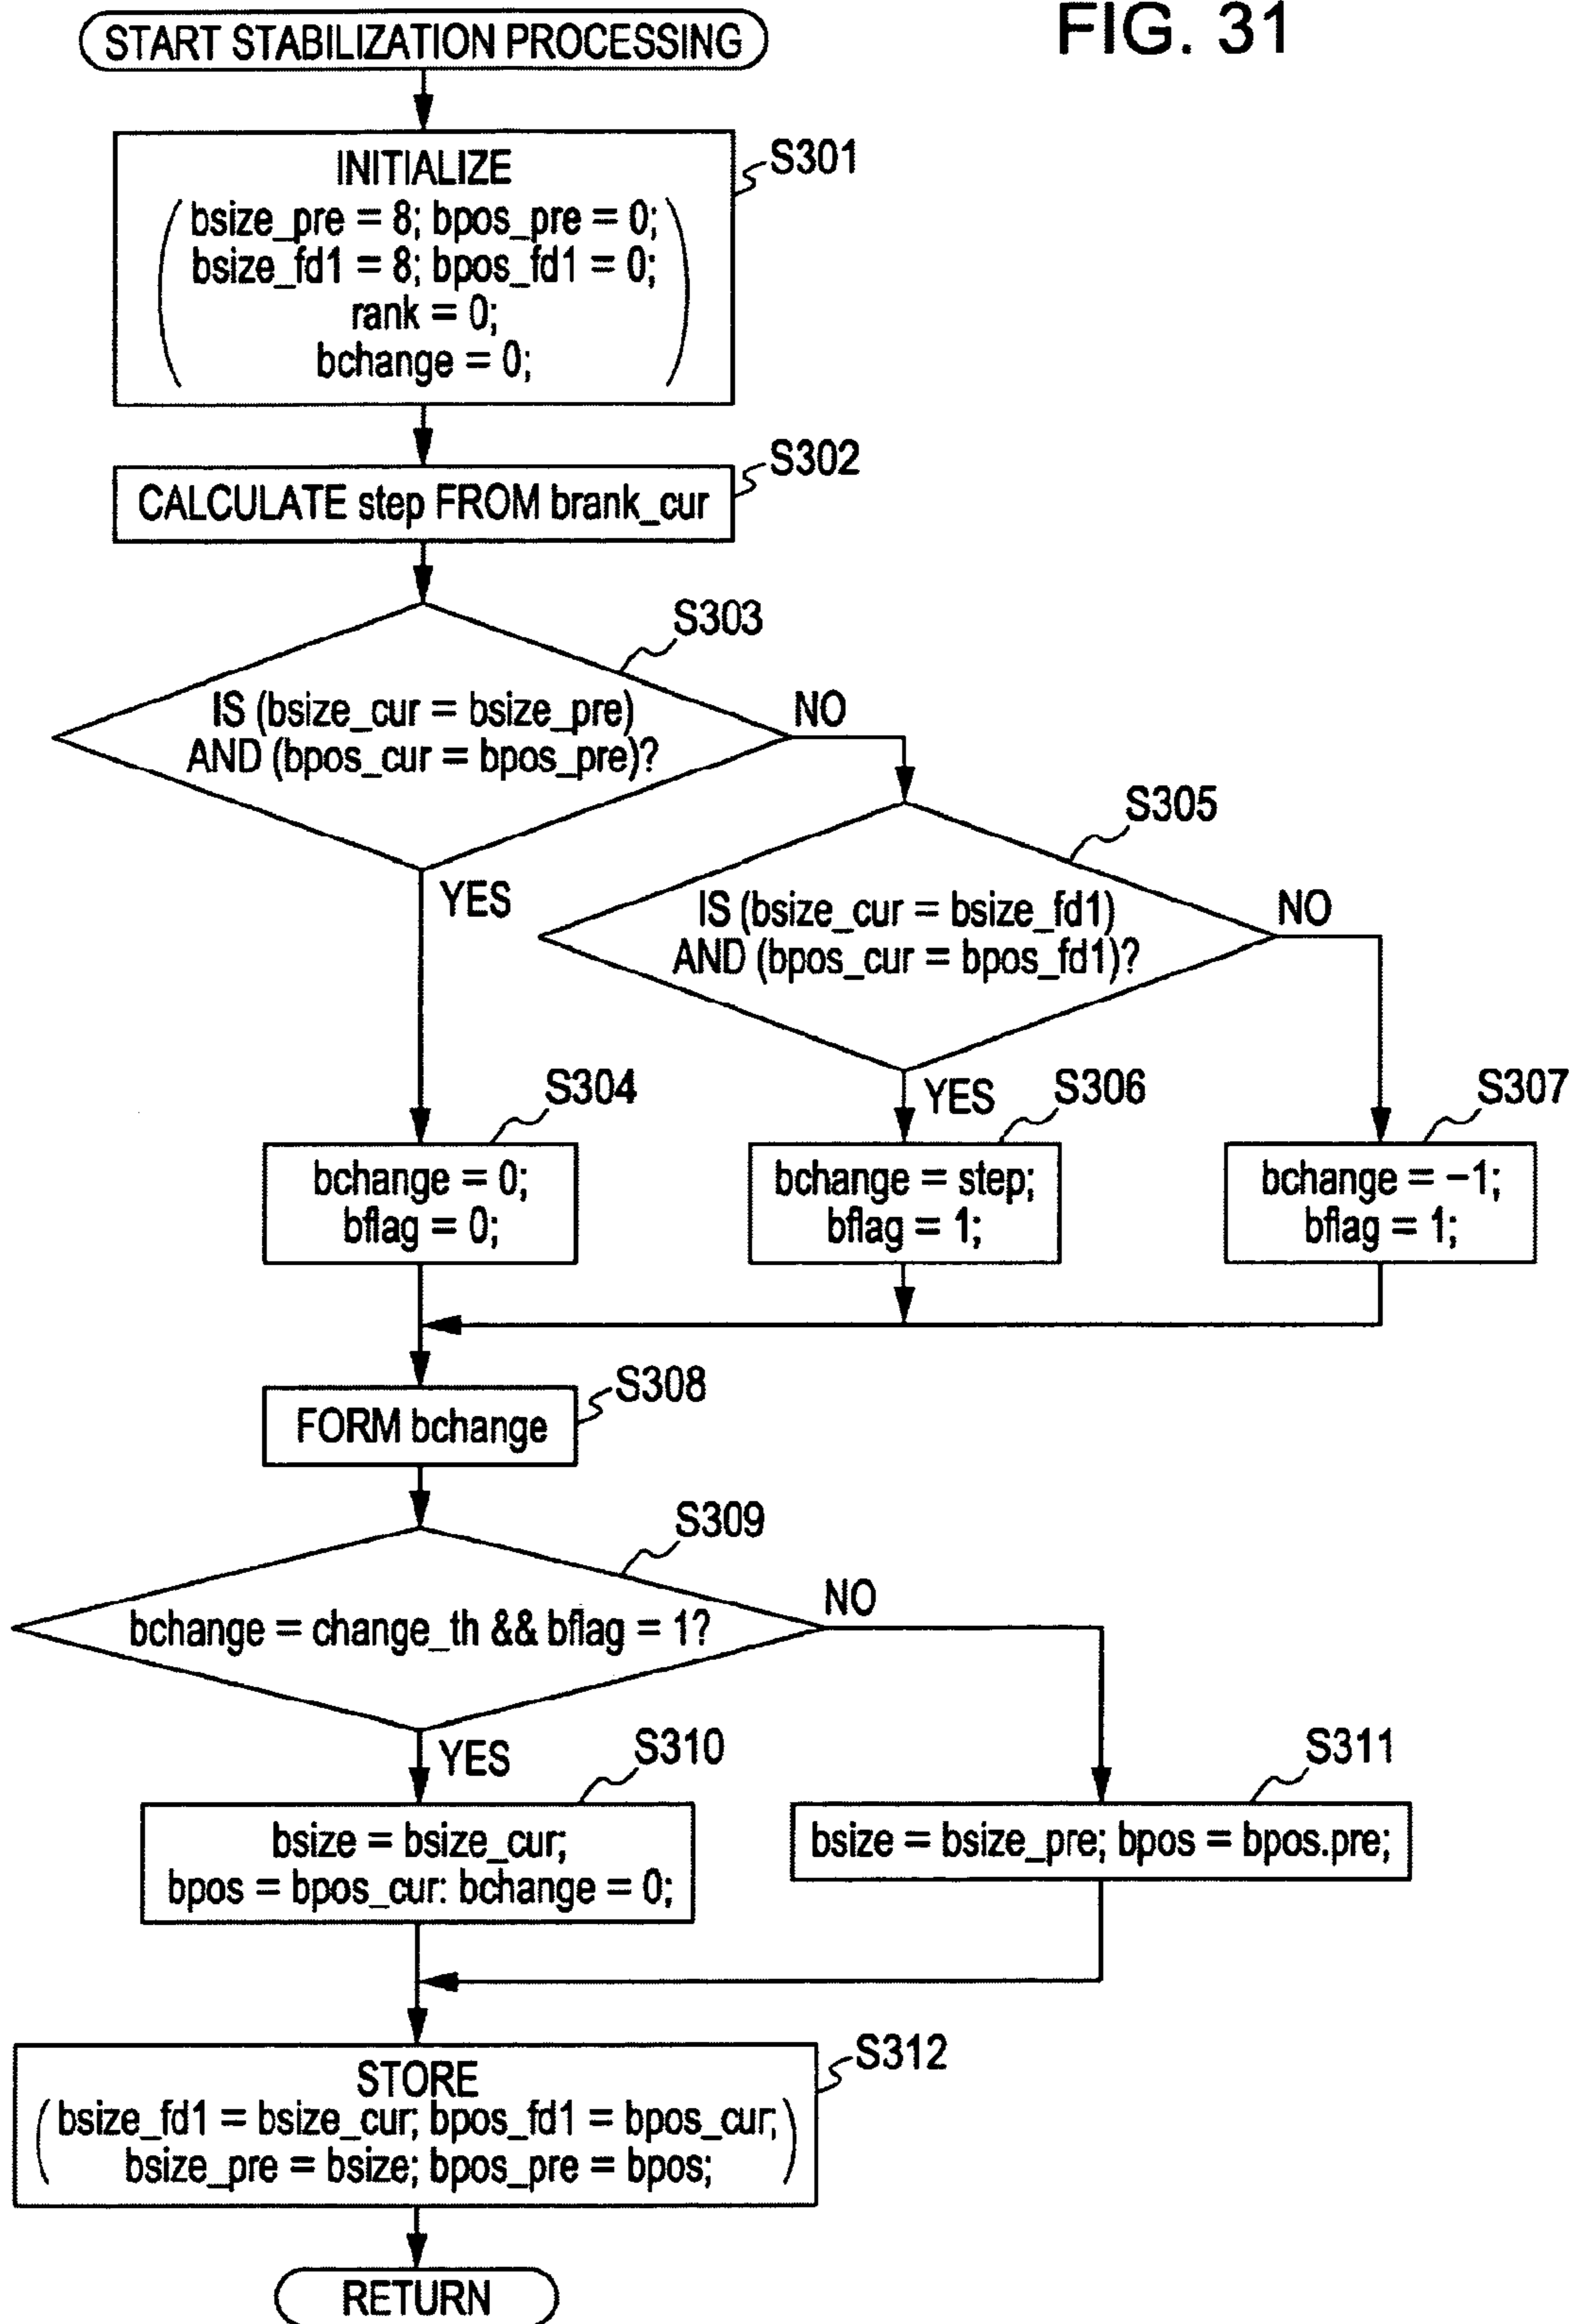 FIG. 31
START STABILIZATION PROCESSING
S301
INITIALIZE
bsize_pre = 8; bpos_pre = 0;
bsize_fd1 = 8; bpos_fd1 = 0;
rank = 0;
bchange = 0;
S302
CALCULATE step FROM brank_cur
S303
IS (bsize_cur = bsize_pre)
AND (bpos_cur = bpos_pre)?
NO
YES
S305
IS (bsize_cur = bsize_fd1)
AND (bpos_cur = bpos_fd1)?
NO
YES
S304
bchange = 0;
bflag = 0;
S306
bchange = step;
bflag = 1;
S307
bchange = −1;
bflag = 1;
S308
FORM bchange
S309
bchange = change_th && bflag = 1?
NO
YES
S310
bsize = bsize_cur;
bpos = bpos_cur: bchange = 0;
S311
bsize = bsize_pre; bpos = bpos.pre;
S312
STORE
bsize_fd1 = bsize_cur; bpos_fd1 = bpos_cur;
bsize_pre = bsize; bpos_pre = bpos;
RETURN